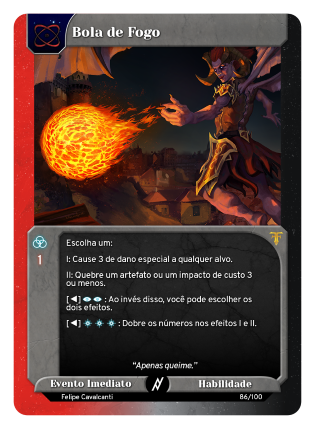 Bola de Fogo
Escolha um:
1
I: Cause 3 de dano especial a qualquer alvo.
II: Quebre um artefato ou um impacto de custo 3
ou menos.
[◄] : Ao invés disso, você pode escolher os
dois efeitos.
[◄] : Dobre os números nos efeitos I e II.
“Apenas queime.”
Evento Imediato
Habilidade
Felipe Cavalcanti
86/100